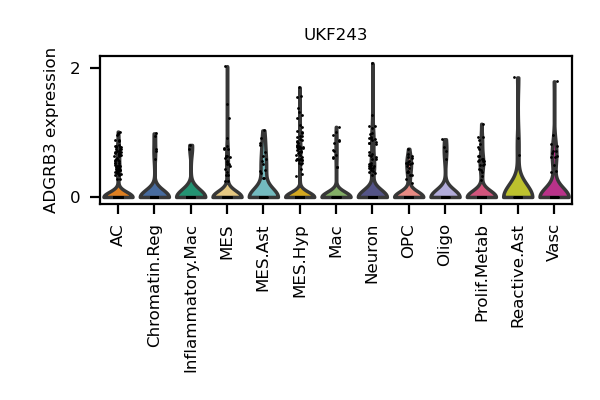 UKF243
ADGRB3 expression
2
0
AC
Chromatin.Reg
Inflammatory.Mac
MES
MES.Ast
MES.Hyp
Mac
Neuron
OPC
Oligo
Prolif.Metab
Reactive.Ast
Vasc